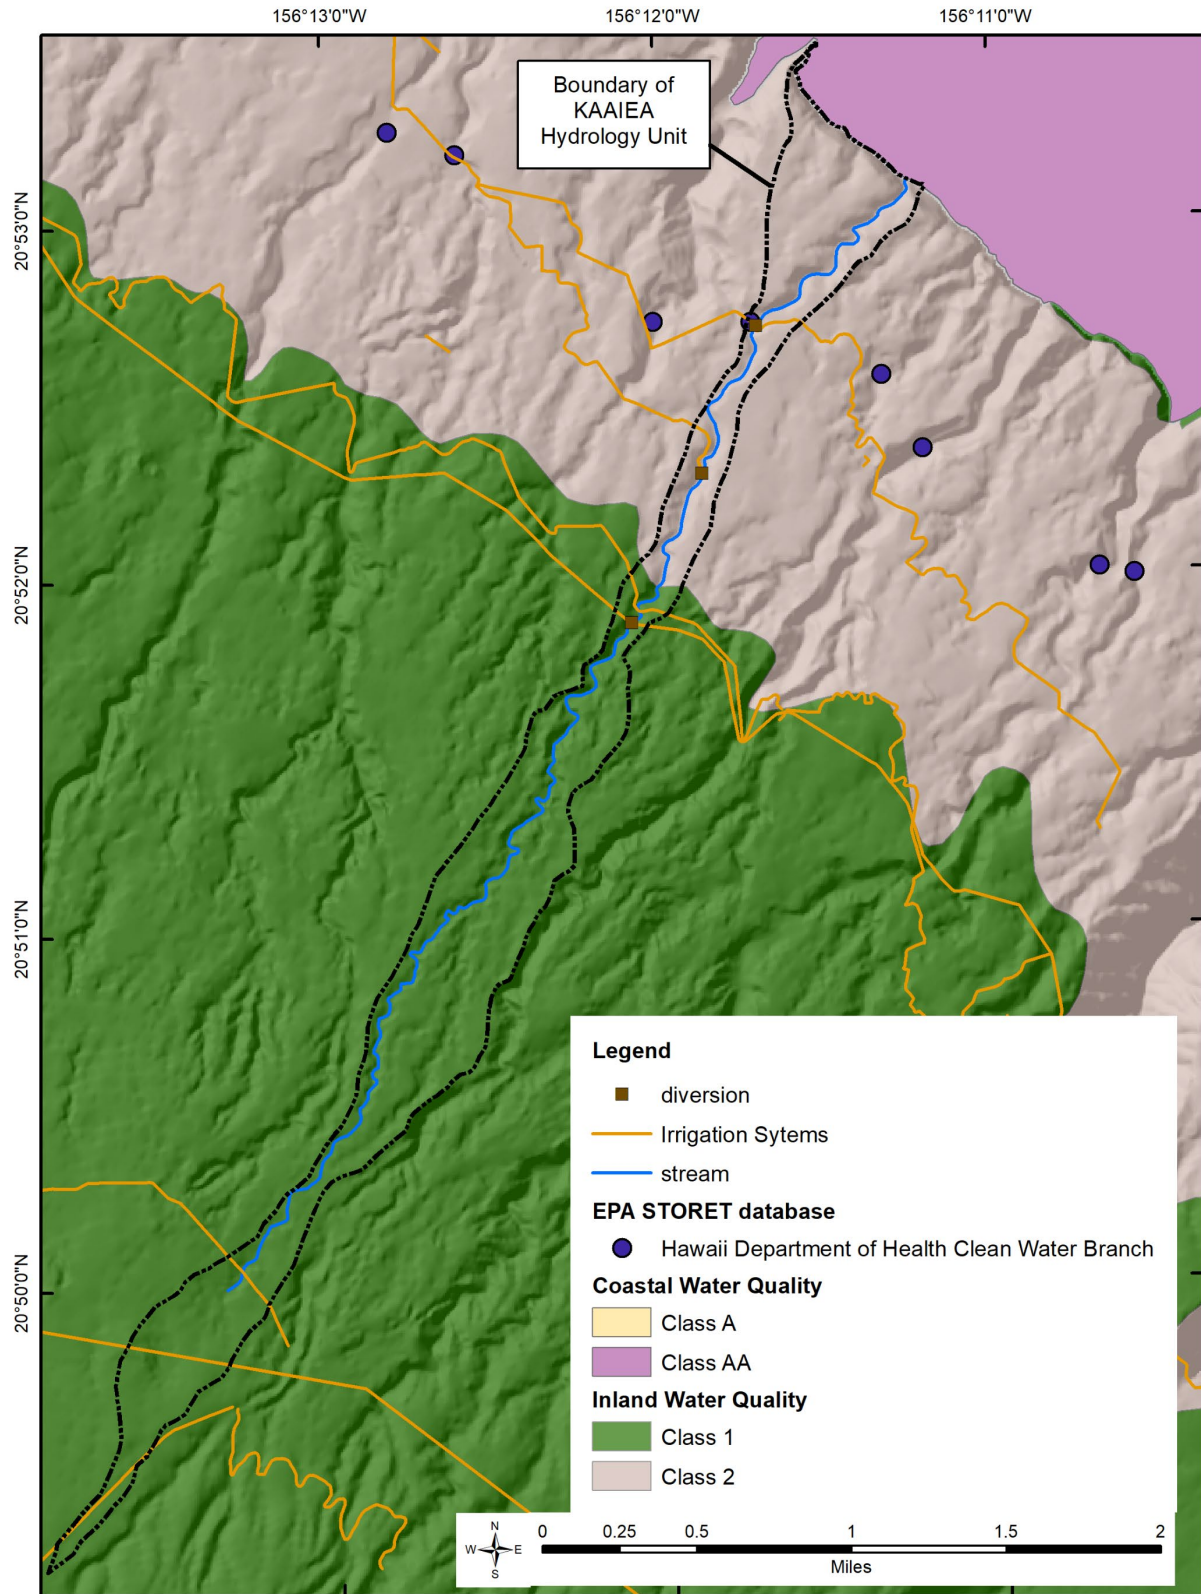 156°13'0"W
156°12'0"W
156°11'0"W
Boundary of
KAAIEA
Hydrology Unit
20°53'0"N
20°52'0"N
20°51'0"N
20°50'0"N
Legend
diversion
Irrigation Sytems
stream
EPA STORET database
Hawaii Department of Health Clean Water Branch
Coastal Water Quality
Class A
Class AA
Inland Water Quality
Class 1
Class 2
N
W E
S
0 0.25 0.5 1 1.5 2
Miles